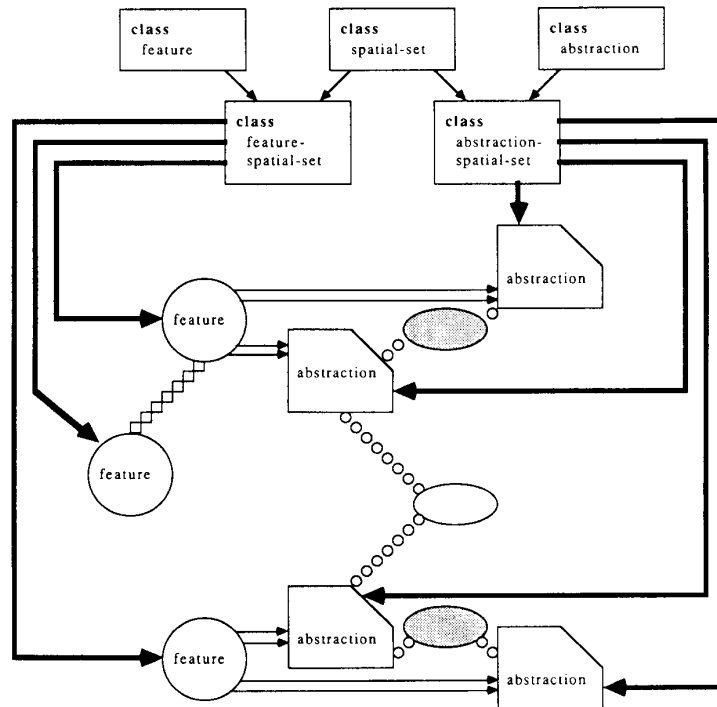 class
feature
class
spatial-set
class
abstraction
class
feature-
spatial-set
class
abstraction-
spatial-set
abstraction
feature
abstraction
feature
abstraction
feature
abstraction